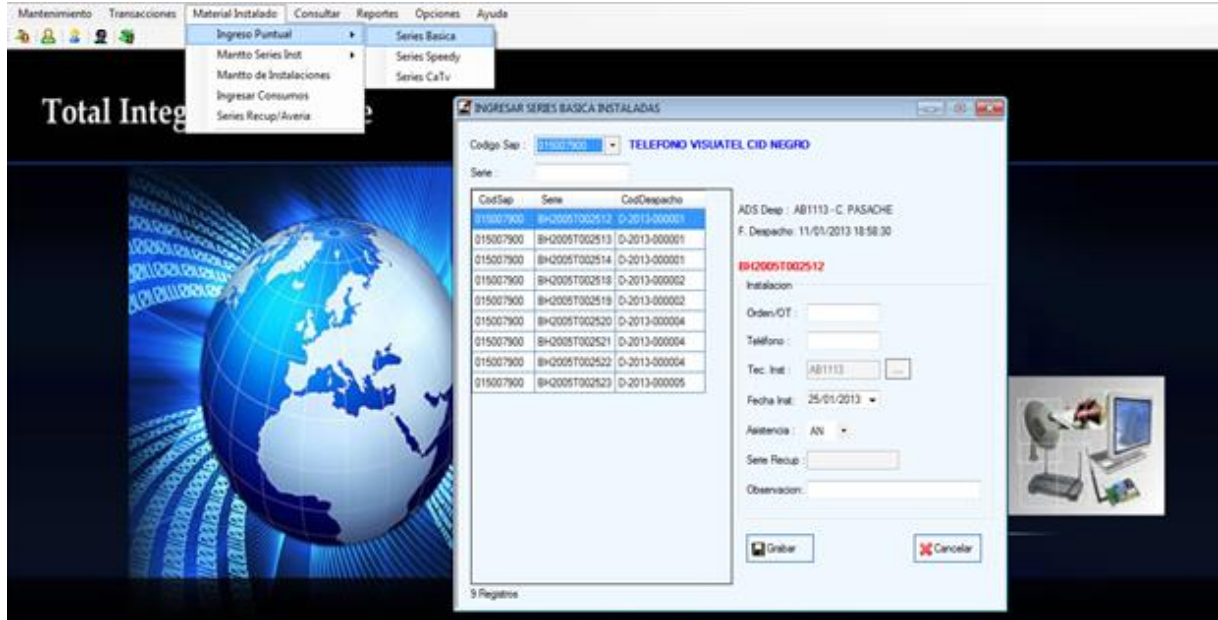 Mantenimiento Transacciones Material Instalado Consultar Reportes Opciones Ayuda
Ingreso Puntual Series Basica
Mantto Series Inst Series Speedy
Mantto de Instalaciones Series CaTv
Ingresar Consumos
Series Recup/Averia
Total Integ e
INGRESAR SERIES BASICA INSTALADAS
Codigo Sap : 015007900 TELEFONO VISUATEL CID NEGRO
Serie :
CodSap Serie CodDespacho
015007900 BH2005T002512 D-2013-000001
015007900 BH2005T002513 D-2013-000001
015007900 BH2005T002514 D-2013-000001
015007900 BH2005T002518 D-2013-000002
015007900 BH2005T002519 D-2013-000002
015007900 BH2005T002520 D-2013-000004
015007900 BH2005T002521 D-2013-000004
015007900 BH2005T002522 D-2013-000004
015007900 BH2005T002523 D-2013-000005
9 Registros
ADS Desp : AB1113 - C. PASACHE
F. Despacho: 11/01/2013 18:58:30
BH2005T002512
Instalacion
Orden/OT :
Teléfono :
Tec. Inst : AB1113 ...
Fecha Inst: 25/01/2013
Asistencia : AN
Serie Recup :
Observacion:
Grabar Cancelar